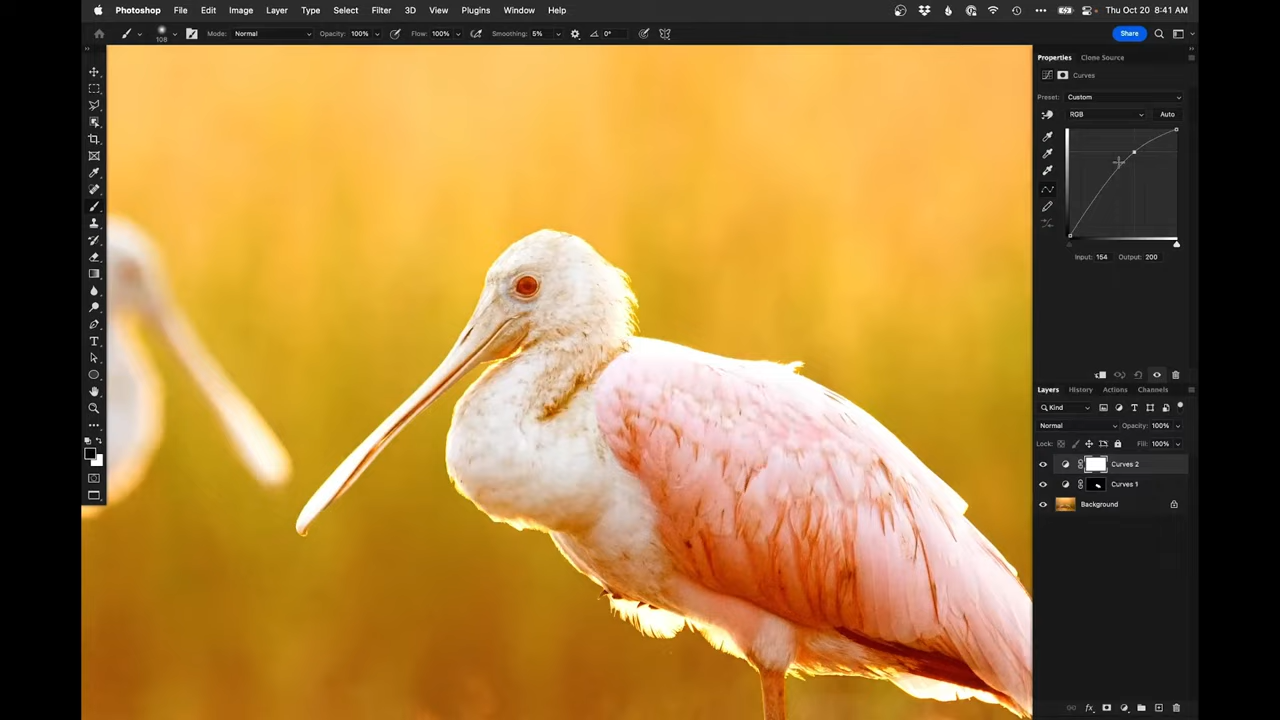 Photoshop File Edit Image Layer Type Select Filter 3D View Plugins Window Help Thu Oct 20 8:41 AM
108 Mode: Normal Opacity: 100% Flow: 100% Smoothing: 5% 0° Share
Properties Clone Source
Curves
Preset: Custom
RGB Auto
Input: 154 Output: 200
Layers History Actions Channels
Kind
Normal Opacity: 100%
Lock: Fill: 100%
Curves 2
Curves 1
Background
fx